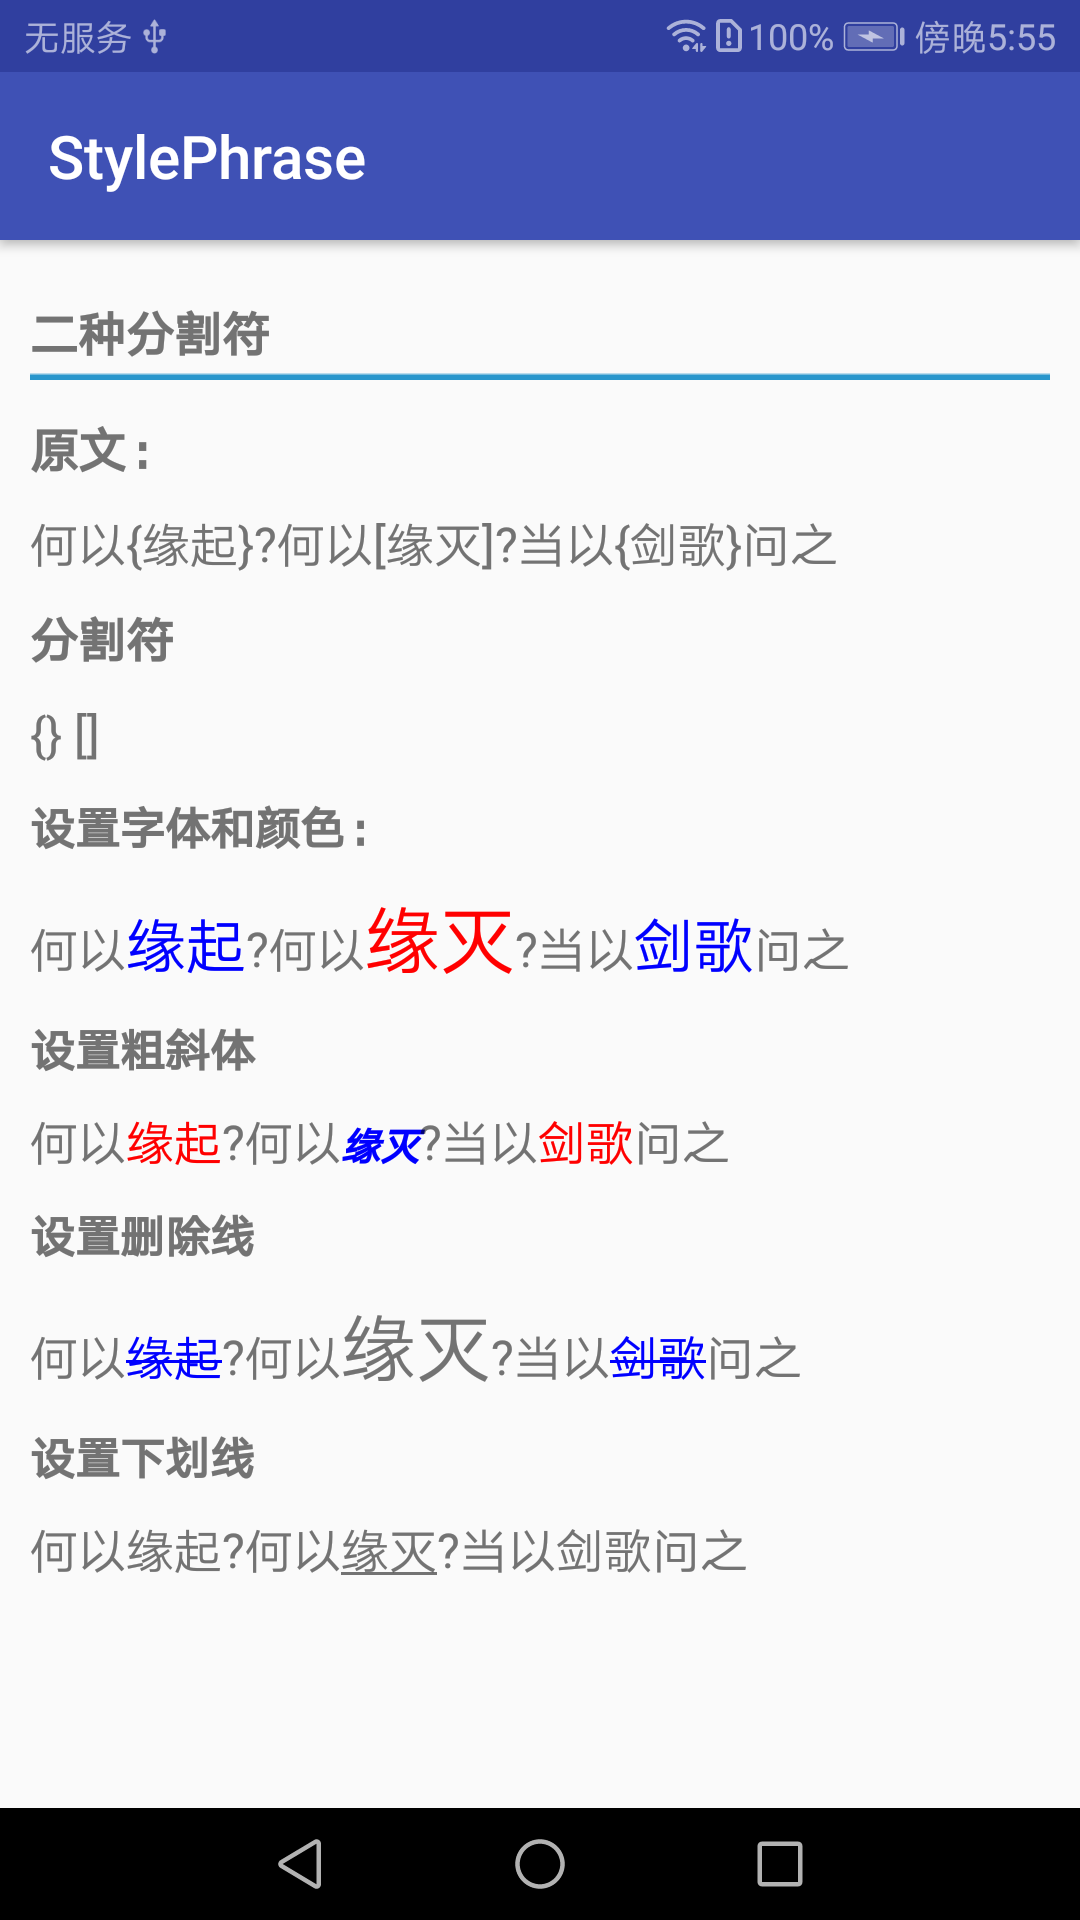 无服务 100% 傍晚5:55
StylePhrase
二种分割符
原文:
何以{缘起}?何以[缘灭]?当以{剑歌}问之
分割符
{} []
设置字体和颜色:
何以缘起?何以缘灭?当以剑歌问之
设置粗斜体
何以缘起?何以缘灭?当以剑歌问之
设置删除线
何以缘起?何以缘灭?当以剑歌问之
设置下划线
何以缘起?何以缘灭?当以剑歌问之